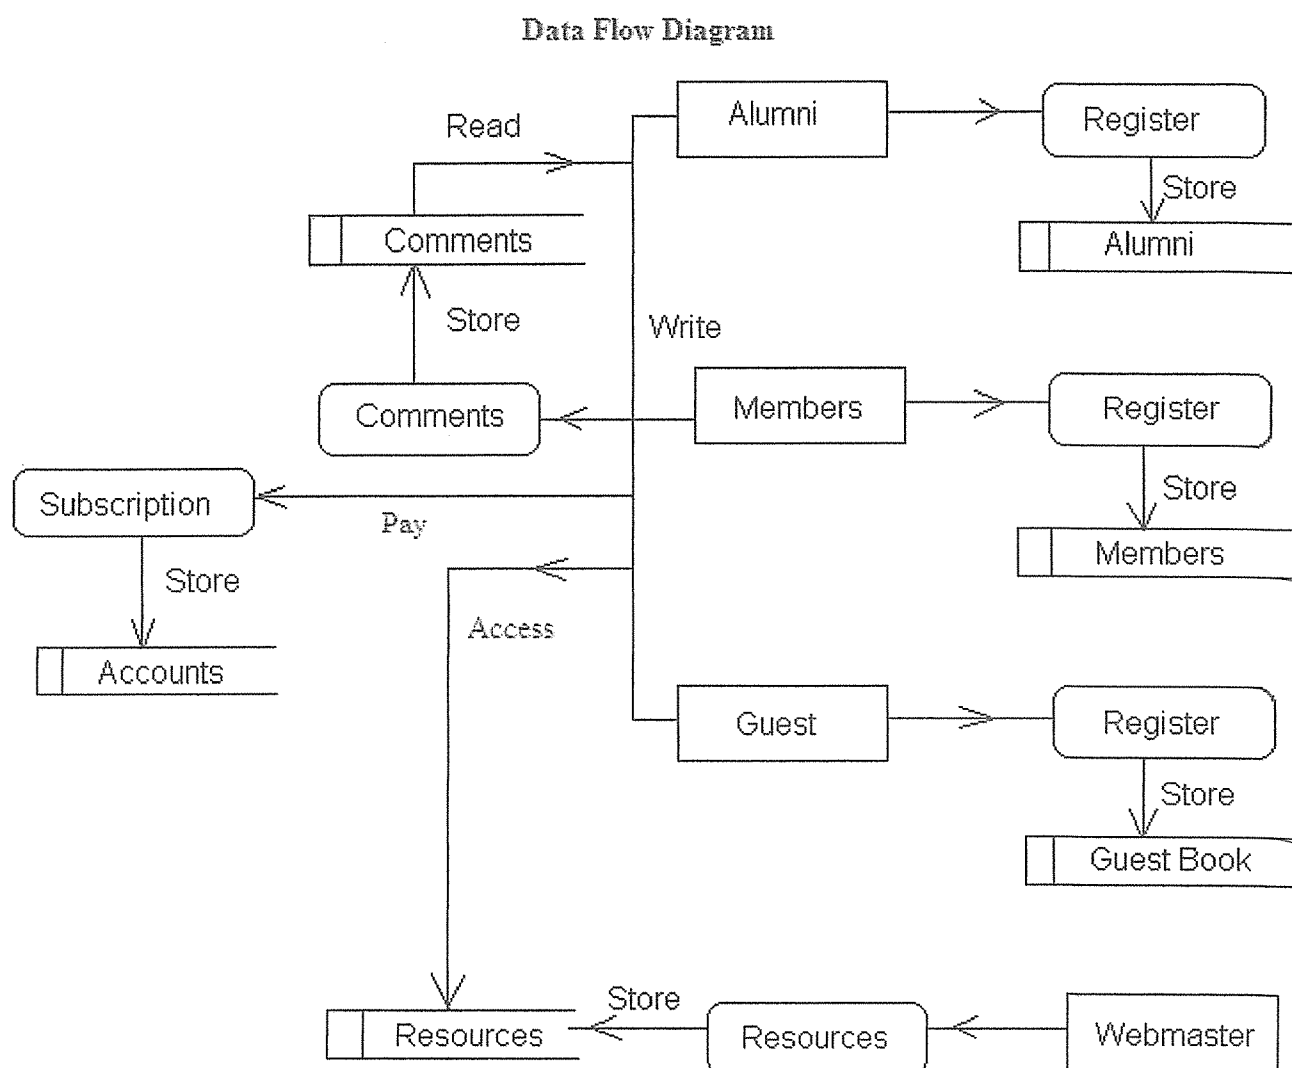 Data Flow Diagram
Alumni
Register
Read
Store
Comments
Alumni
Store
Write
Comments
Members
Register
Subscription
Pay
Store
Store
Members
Access
Accounts
Guest
Register
Store
Guest Book
Store
Resources
Resources
Webmaster